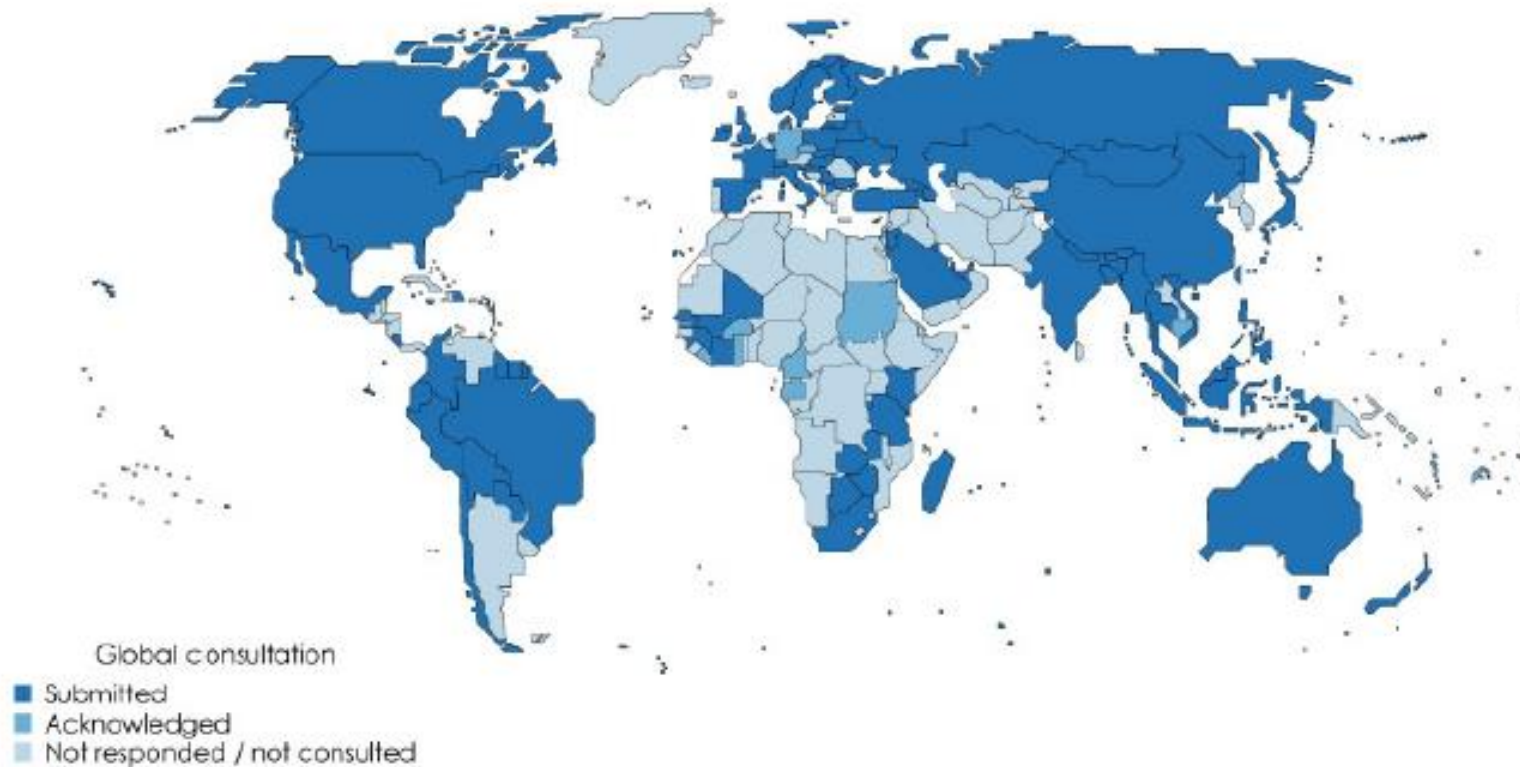 Global consultation
Submitted
Acknowledged
Not responded / not consulted